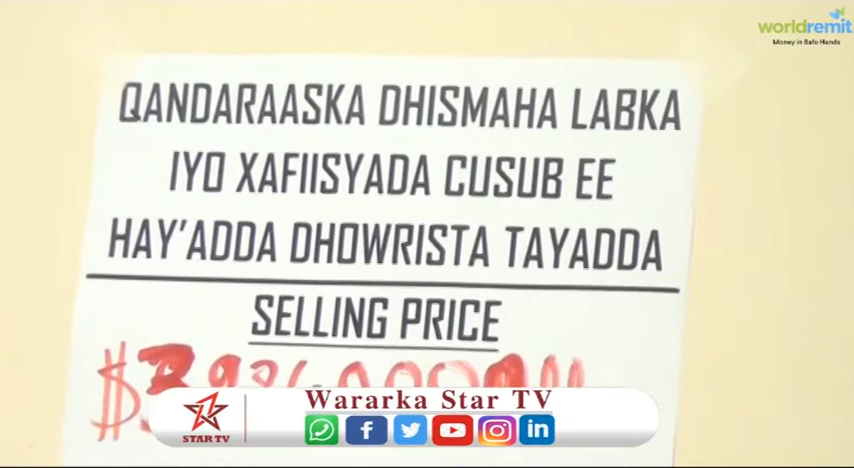 worldremit
Money in Safe Hands
QANDARAASKA DHISMAHA LABKA
IYO XAFIISYADA CUSUB EE
HAY'ADDA DHOWRISTA TAYADDA
SELLING PRICE
Wararka Star TV
STAR TV